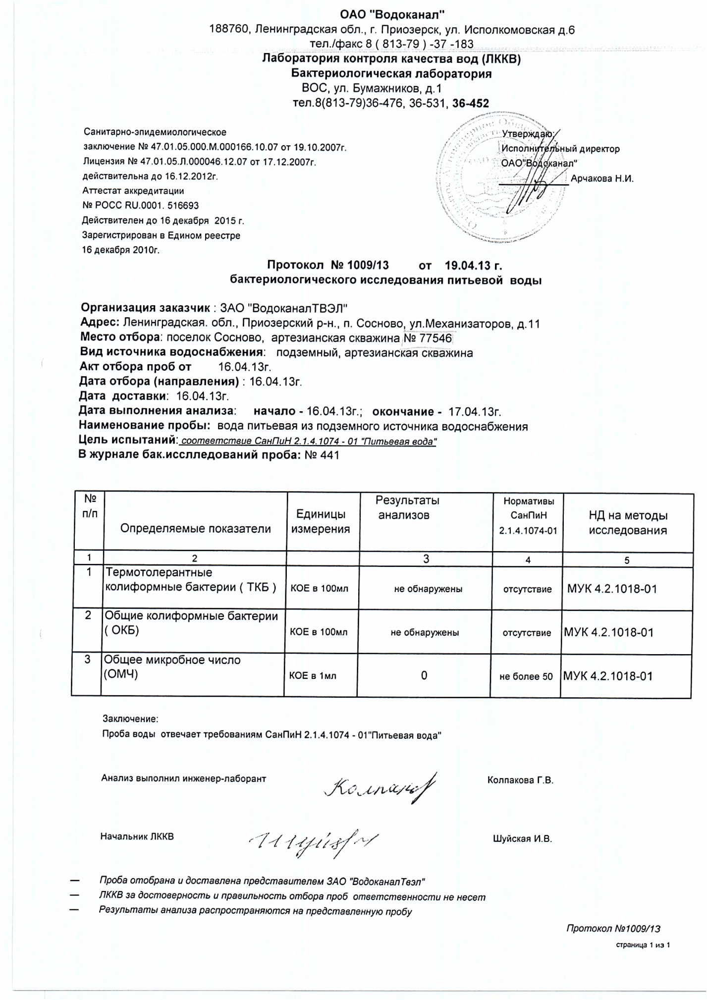 ОАО "Водоканал"
188760, Ленинградская обл., г. Приозерск, ул. Исполкомовская д.6
тел./факс 8 ( 813-79 ) -37 -183
Лаборатория контроля качества вод (ЛККВ)
Бактериологическая лаборатория
ВОС, ул. Бумажников, д.1
тел.8(813-79)36-476, 36-531, 36-452
Санитарно-эпидемиологическое
заключение № 47.01.05.000.М.000166.10.07 от 19.10.2007г.
Лицензия № 47.01.05.Л.000046.12.07 от 17.12.2007г.
действительна до 16.12.2012г.
Аттестат аккредитации
№ РОСС RU.0001. 516693
Действителен до 16 декабря 2015 г.
Зарегистрирован в Едином реестре
16 декабря 2010г.
Утверждаю:
Исполнительный директор
ОАО"Водоканал"
Арчакова Н.И.
Протокол № 1009/13 от 19.04.13 г.
бактериологического исследования питьевой воды
Организация заказчик : ЗАО "ВодоканалТВЭЛ"
Адрес: Ленинградская. обл., Приозерский р-н., п. Сосново, ул.Механизаторов, д.11
Место отбора: поселок Сосново, артезианская скважина № 77546
Вид источника водоснабжения: подземный, артезианская скважина
Акт отбора проб от 16.04.13г.
Дата отбора (направления) : 16.04.13г.
Дата доставки: 16.04.13г.
Дата выполнения анализа: начало - 16.04.13г.; окончание - 17.04.13г.
Наименование пробы: вода питьевая из подземного источника водоснабжения
Цель испытаний: соответствие СанПиН 2.1.4.1074 - 01 "Питьевая вода"
В журнале бак.исслледований проба: № 441
№ п/п Определяемые показатели Единицы измерения Результаты анализов Нормативы СанПиН 2.1.4.1074-01 НД на методы исследования
1 2 3 4 5
1 Термотолерантные колиформные бактерии ( ТКБ ) КОЕ в 100мл не обнаружены отсутствие МУК 4.2.1018-01
2 Общие колиформные бактерии ( ОКБ) КОЕ в 100мл не обнаружены отсутствие МУК 4.2.1018-01
3 Общее микробное число (ОМЧ) КОЕ в 1мл 0 не более 50 МУК 4.2.1018-01
Заключение:
Проба воды отвечает требованиям СанПиН 2.1.4.1074 - 01"Питьевая вода"
Анализ выполнил инженер-лаборант Колпакова Г.В.
Начальник ЛККВ Шуйская И.В.
— Проба отобрана и доставлена представителем ЗАО "ВодоканалТвэл"
— ЛККВ за достоверность и правильность отбора проб ответственности не несет
— Результаты анализа распространяются на представленную пробу
Протокол №1009/13
страница 1 из 1